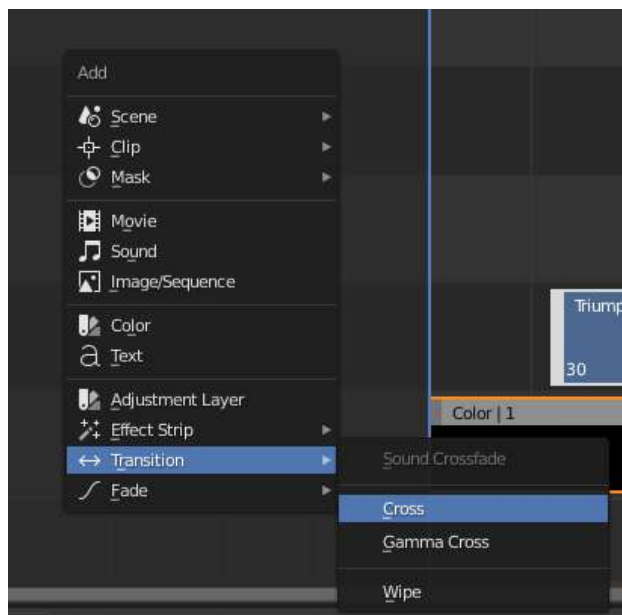 Add
Scene
Clip
Mask
Movie
Sound
Image/Sequence
Color
Text
Adjustment Layer
Effect Strip
Transition
Fade
Sound Crossfade
Cross
Gamma Cross
Wipe
Triump
30
Color | 1